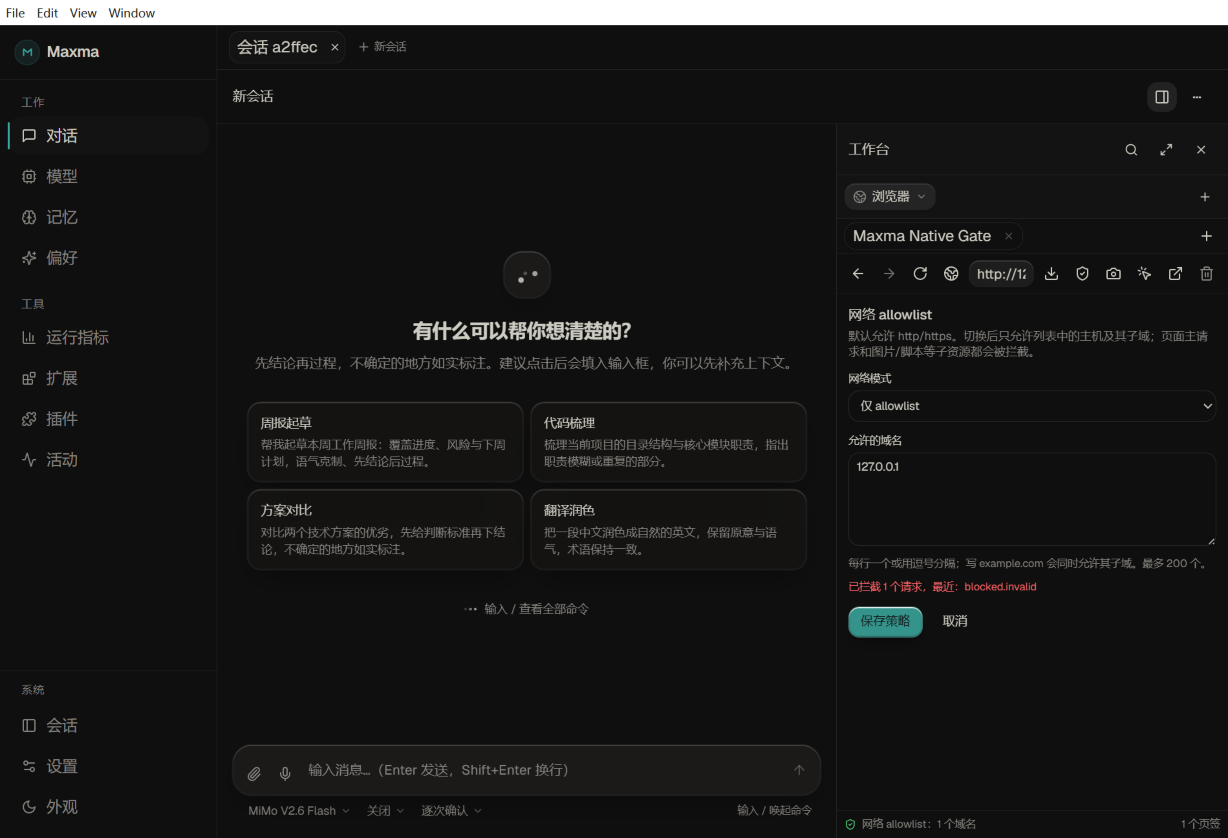 File Edit View Window
M Maxma
会话 a2ffec × + 新会话
工作
新会话
对话
模型
记忆
偏好
工具
运行指标
扩展
插件
活动
系统
会话
设置
外观
有什么可以帮你想清楚的?
先结论再过程，不确定的地方如实标注。建议点击后会填入输入框，你可以先补充上下文。
周报起草
帮我起草本周工作周报：覆盖进度、风险与下周
计划，语气克制、先结论后过程。
代码梳理
梳理当前项目的目录结构与核心模块职责，指出
职责模糊或重复的部分。
方案对比
对比两个技术方案的优劣，先给判断标准再下结
论，不确定的地方如实标注。
翻译润色
把一段中文润色成自然的英文，保留原意与语
气，术语保持一致。
输入 / 查看全部命令
输入消息...（Enter 发送，Shift+Enter 换行）
MiMo V2.6 Flash 关闭 逐次确认 输入 / 唤起命令
工作台
浏览器
Maxma Native Gate
http://12
网络 allowlist
默认允许 http/https。切换后只允许列表中的主机及其子域；页面主请
求和图片/脚本等子资源都会被拦截。
网络模式
仅 allowlist
允许的域名
127.0.0.1
每行一个或用逗号分隔；写 example.com 会同时允许其子域。最多 200 个。
已拦截 1 个请求，最近：blocked.invalid
保存策略 取消
网络 allowlist：1 个域名 1 个页签